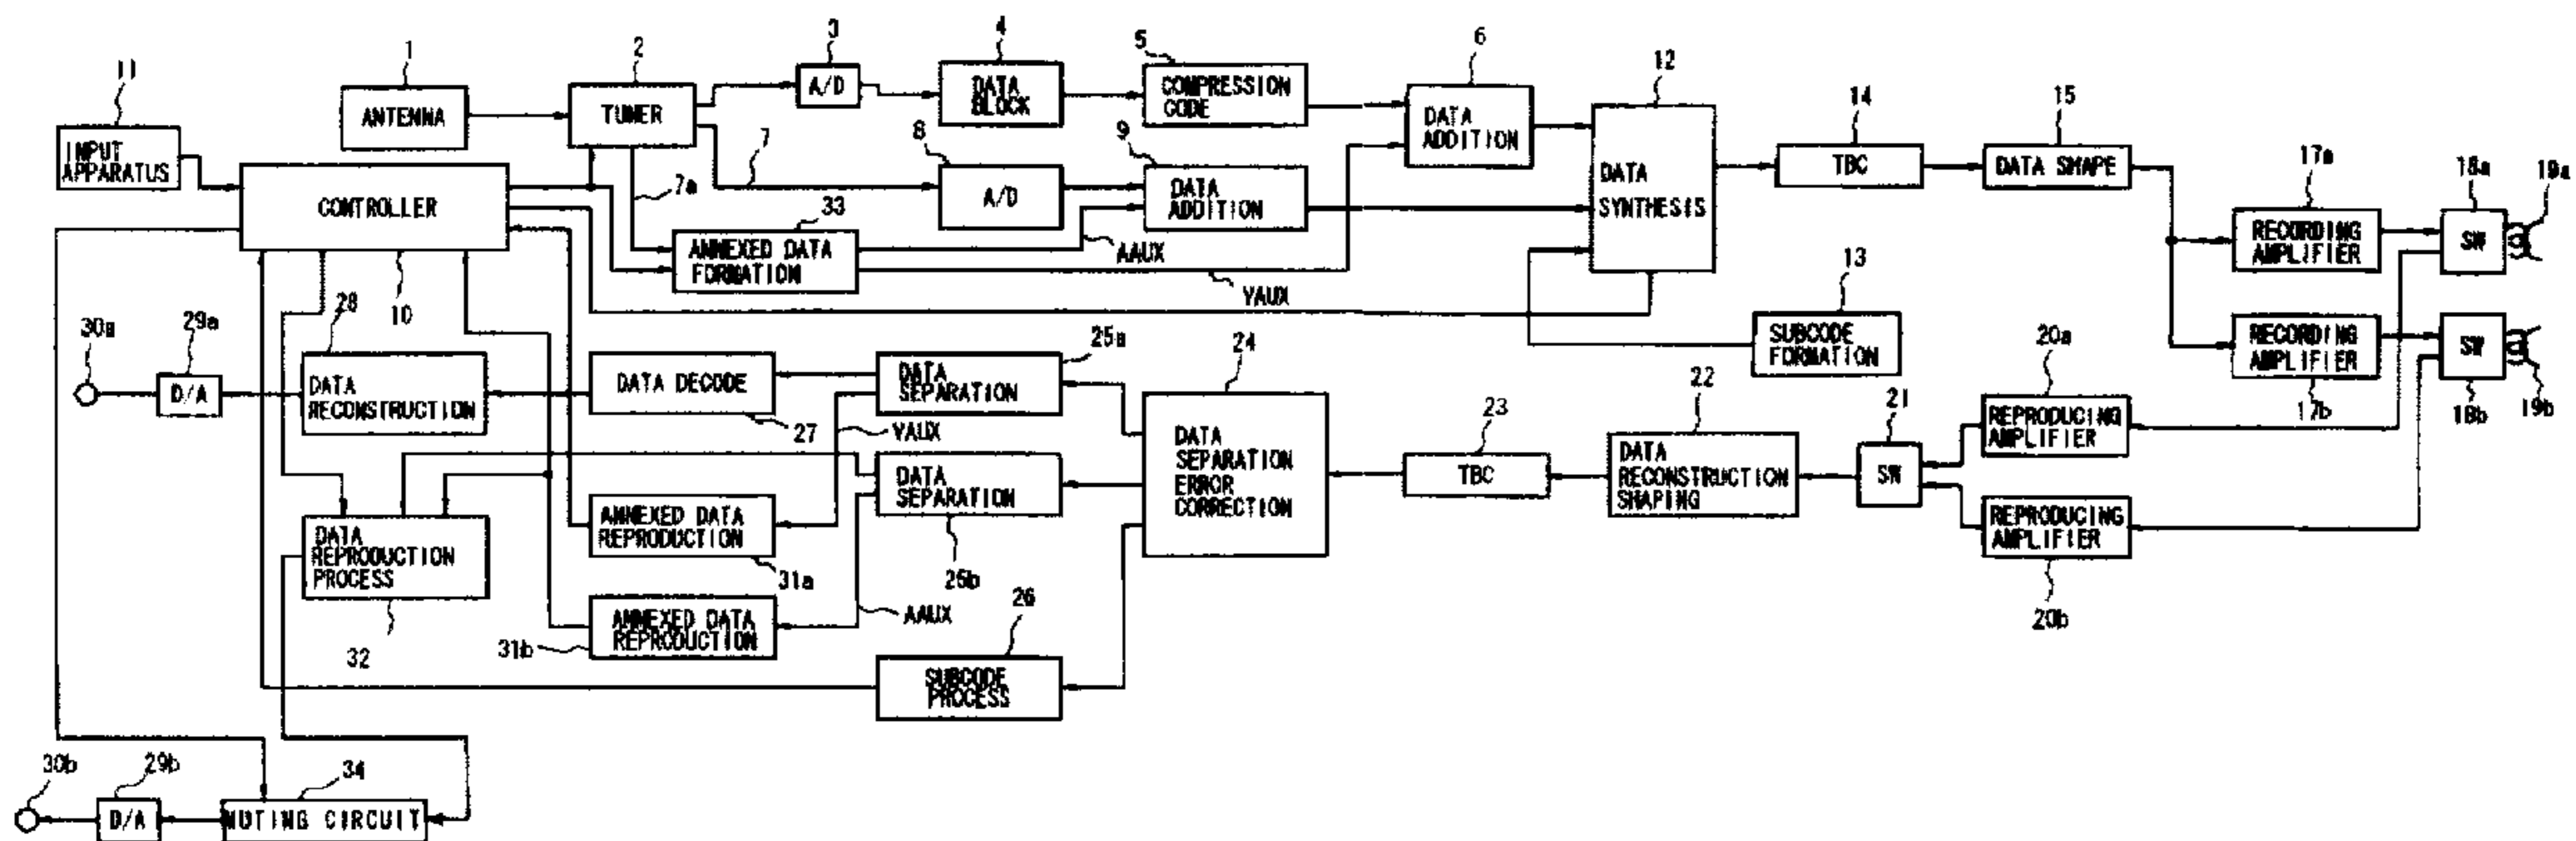 11
1
2
3
4
5
6
12
14
15
17a
18a
19a
INPUT
APPARATUS
ANTENNA
TUNER
A/D
DATA
BLOCK
COMPRESSION
CODE
DATA
ADDITION
DATA
SYNTHESIS
TBC
DATA SHAPE
RECORDING
AMPLIFIER
SW
CONTROLLER
7a
7
8
A/D
9
DATA
ADDITION
33
ANNEXED DATA
FORMATION
AAUX
VAUX
10
13
SUBCODE
FORMATION
RECORDING
AMPLIFIER
17b
SW
18b
19b
30a
29a
D/A
28
DATA
RECONSTRUCTION
DATA DECODE
27
25a
DATA
SEPARATION
VAUX
24
DATA
SEPARATION
ERROR
CORRECTION
23
TBC
22
DATA
RECONSTRUCTION
SHAPING
21
SW
20a
REPRODUCING
AMPLIFIER
REPRODUCING
AMPLIFIER
20b
DATA
REPRODUCTION
PROCESS
32
ANNEXED DATA
REPRODUCTION
31a
DATA
SEPARATION
25b
AAUX
ANNEXED DATA
REPRODUCTION
31b
26
SUBCODE
PROCESS
30b
29b
D/A
34
MUTING CIRCUIT